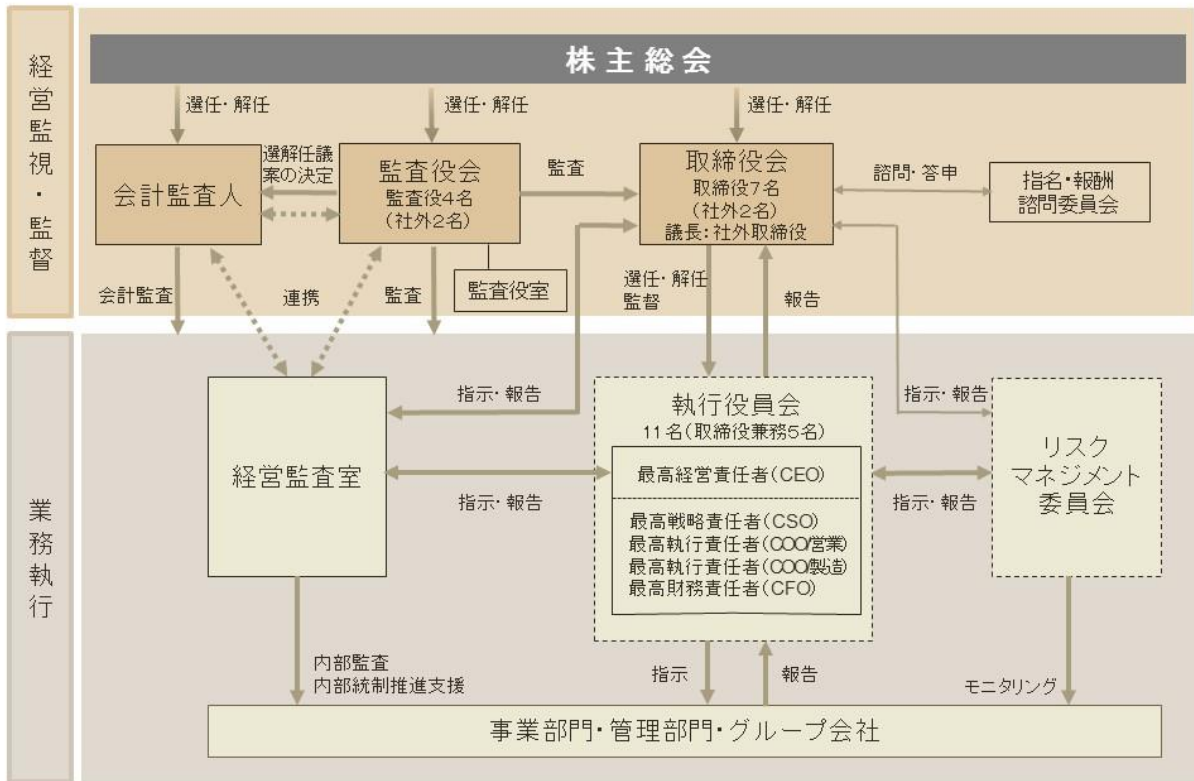 経営監視・監督
株主総会
選任・解任
選任・解任
選任・解任
会計監査人
選解任議
案の決定
監査役会
監査役4名
(社外2名)
監査
取締役会
取締役7名
(社外2名)
議長:社外取締役
諮問・答申
指名・報酬
諮問委員会
会計監査
連携
監査
監査役室
選任・解任
監督
報告
業務執行
経営監査室
指示・報告
指示・報告
執行役員会
11名(取締役兼務5名)
最高経営責任者(CEO)
最高戦略責任者(CSO)
最高執行責任者(COO/営業)
最高執行責任者(COO/製造)
最高財務責任者(CFO)
指示・報告
指示・報告
リスク
マネジメント
委員会
内部監査
内部統制推進支援
指示
報告
モニタリング
事業部門・管理部門・グループ会社